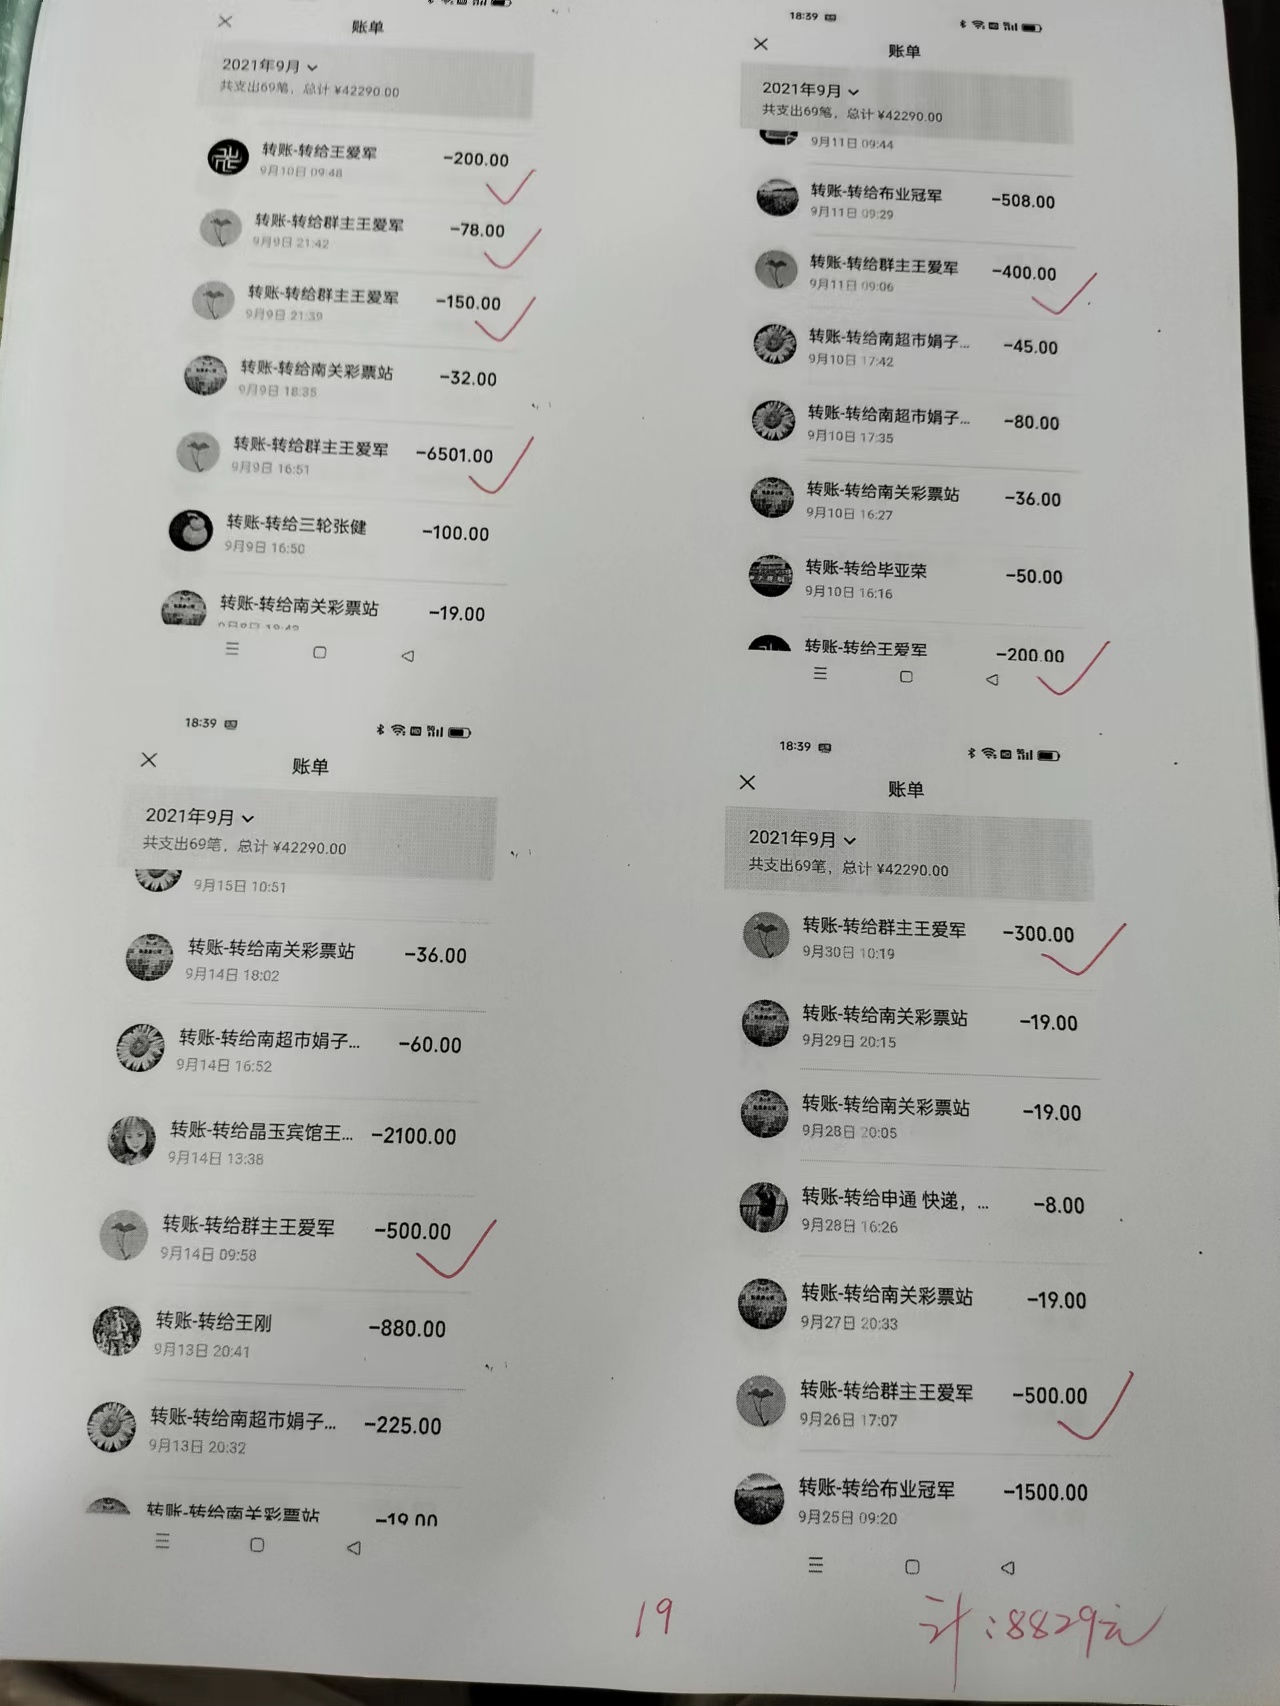 账单
2021年9月
共支出69笔，总计 ¥42290.00
转账-转给王爱军 -200.00
9月10日 09:48
转账-转给群主王爱军 -78.00
9月9日 21:42
转账-转给群主王爱军 -150.00
9月9日 21:39
转账-转给南关彩票站 -32.00
9月9日 18:35
转账-转给群主王爱军 -6501.00
9月9日 16:51
转账-转给三轮张健 -100.00
9月9日 16:50
转账-转给南关彩票站 -19.00
18:39
账单
2021年9月
共支出69笔，总计 ¥42290.00
9月11日 09:44
转账-转给布业冠军 -508.00
9月11日 09:29
转账-转给群主王爱军 -400.00
9月11日 09:06
转账-转给南超市娟子... -45.00
9月10日 17:42
转账-转给南超市娟子... -80.00
9月10日 17:35
转账-转给南关彩票站 -36.00
9月10日 16:27
转账-转给毕亚荣 -50.00
9月10日 16:16
转账-转给王爱军 -200.00
18:39
账单
2021年9月
共支出69笔，总计 ¥42290.00
9月15日 10:51
转账-转给南关彩票站 -36.00
9月14日 18:02
转账-转给南超市娟子... -60.00
9月14日 16:52
转账-转给晶玉宾馆王... -2100.00
9月14日 13:38
转账-转给群主王爱军 -500.00
9月14日 09:58
转账-转给王刚 -880.00
9月13日 20:41
转账-转给南超市娟子... -225.00
9月13日 20:32
转账-转给南关彩票站 -19.00
18:39
账单
2021年9月
共支出69笔，总计 ¥42290.00
转账-转给群主王爱军 -300.00
9月30日 10:19
转账-转给南关彩票站 -19.00
9月29日 20:15
转账-转给南关彩票站 -19.00
9月28日 20:05
转账-转给申通 快递，... -8.00
9月28日 16:26
转账-转给南关彩票站 -19.00
9月27日 20:33
转账-转给群主王爱军 -500.00
9月26日 17:07
转账-转给布业冠军 -1500.00
9月25日 09:20
19
计：8829元